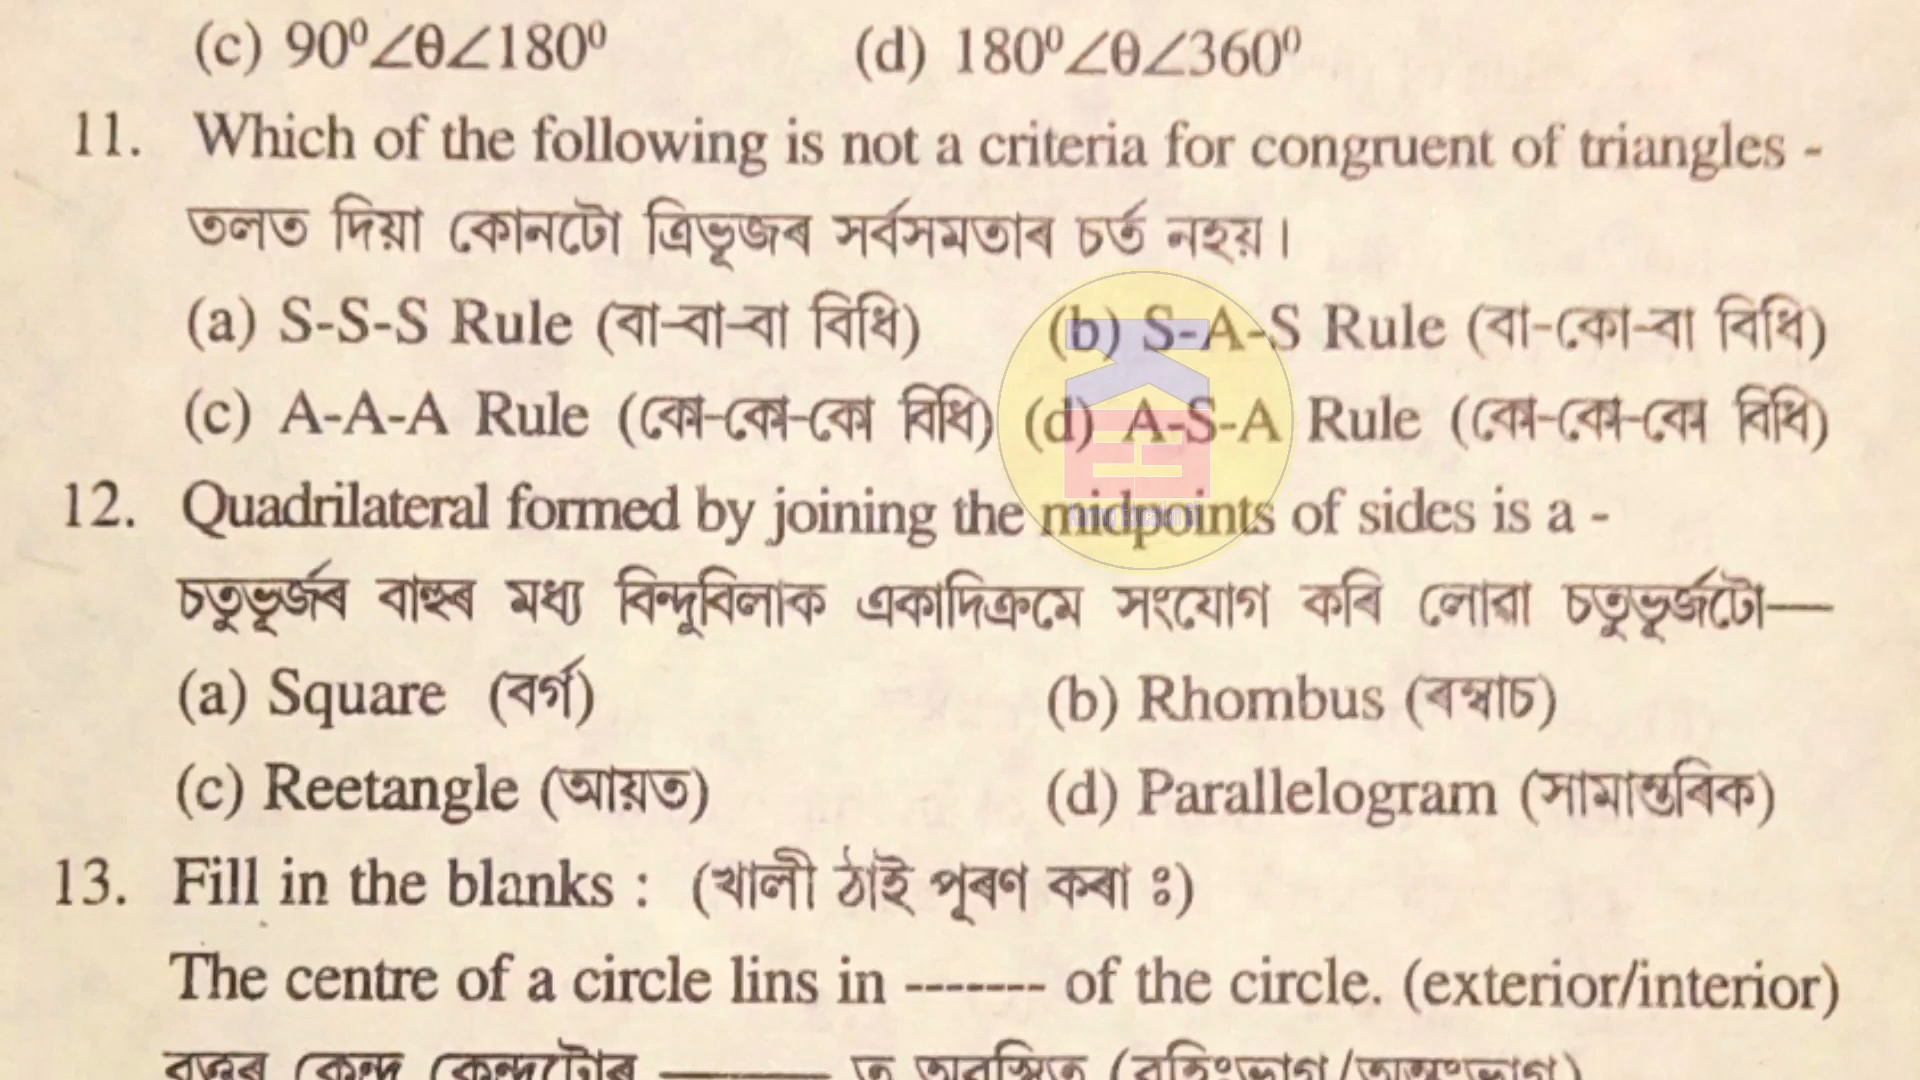 (c) 90⁰∠θ∠180⁰ (d) 180⁰∠θ∠360⁰
11. Which of the following is not a criteria for congruent of triangles -
তলত দিয়া কোনটো ত্ৰিভূজৰ সৰ্বসমতাৰ চৰ্ত নহয়।
(a) S-S-S Rule (বা-বা-বা বিধি) (b) S-A-S Rule (বা-কো-বা বিধি)
(c) A-A-A Rule ((কো-কো-কো বিধি) (d) A-S-A Rule ((কো-কো-কো বিধি)
12. Quadrilateral formed by joining the midpoints of sides is a -
চতুৰ্ভূজৰ বাহুৰ মধ্য বিন্দুবিলাক একাদিক্ৰমে সংযোগ কৰি লোৱা চতুৰ্ভূজটো—
(a) Square (বৰ্গ) (b) Rhombus (ৰম্বাচ)
(c) Reetangle (আয়ত) (d) Parallelogram (সামান্তৰিক)
13. Fill in the blanks : (খালী ঠাই পূৰণ কৰা ঃ)
The centre of a circle lins in ------- of the circle. (exterior/interior)